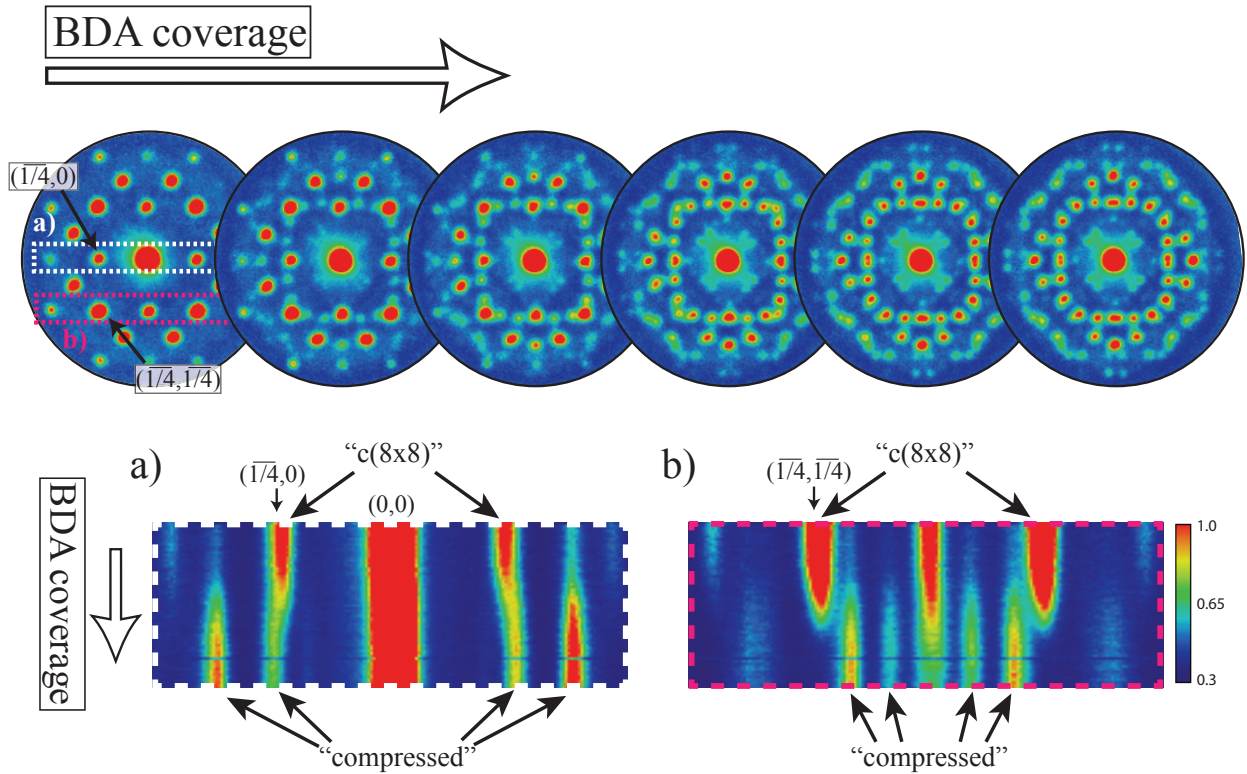 BDA coverage
(1̅/4̅,0)
a)
b)
(1̅/4̅,1̅/4̅)
a)
“c(8x8)”
(1̅/4̅,0)
(0,0)
BDA coverage
“compressed”
b)
“c(8x8)”
(1̅/4̅,1̅/4̅)
1.0
0.65
0.3
“compressed”